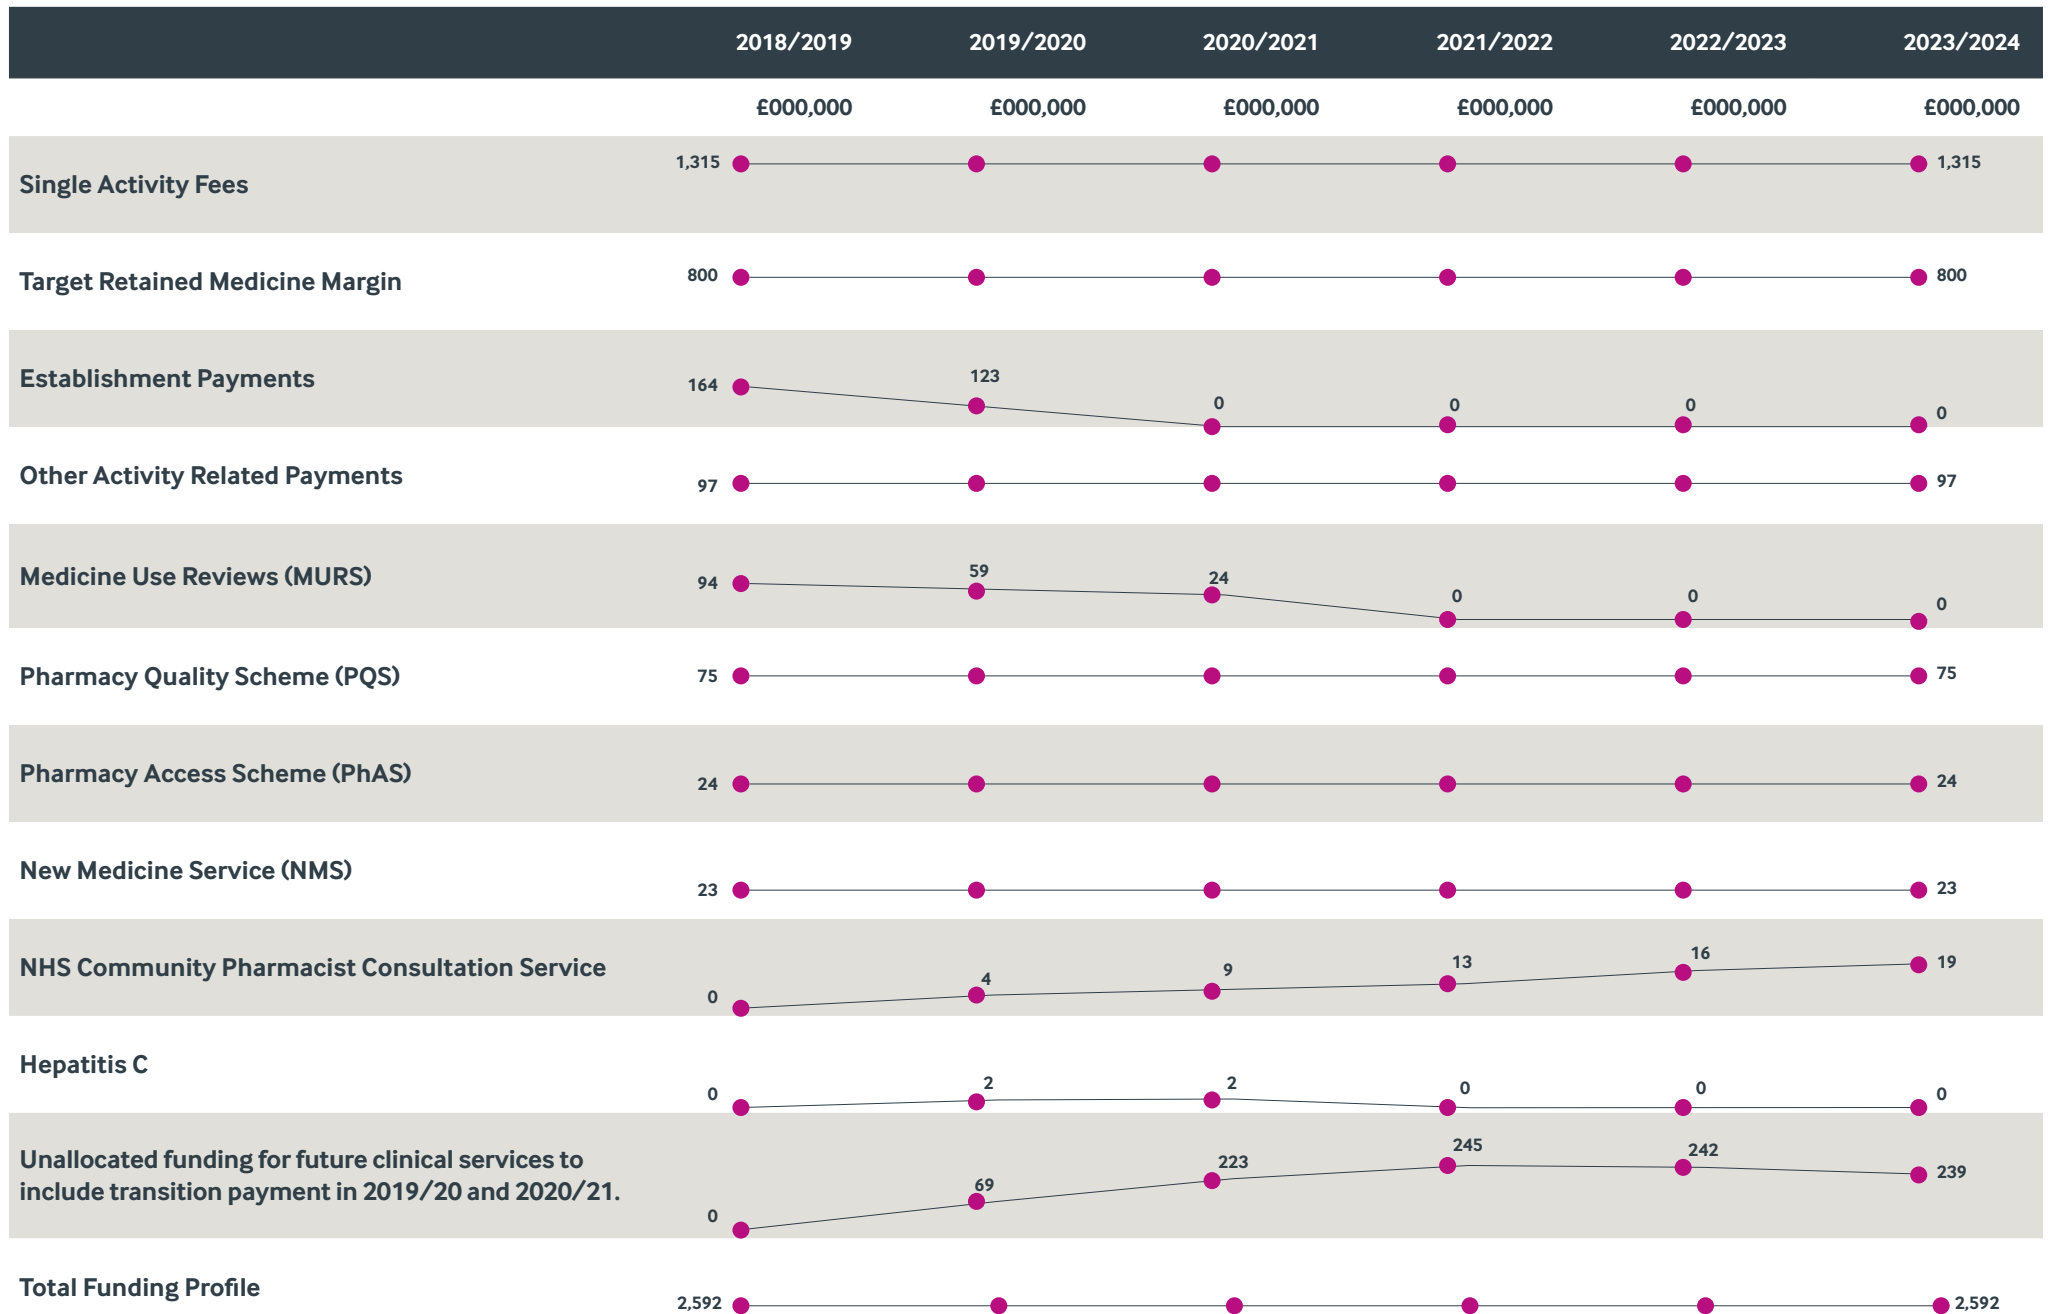 2018/2019 2019/2020 2020/2021 2021/2022 2022/2023 2023/2024
£000,000 £000,000 £000,000 £000,000 £000,000 £000,000
Single Activity Fees 1,315 1,315
Target Retained Medicine Margin 800 800
Establishment Payments 164 123 0 0 0 0
Other Activity Related Payments 97 97
Medicine Use Reviews (MURS) 94 59 24 0 0 0
Pharmacy Quality Scheme (PQS) 75 75
Pharmacy Access Scheme (PhAS) 24 24
New Medicine Service (NMS) 23 23
NHS Community Pharmacist Consultation Service 0 4 9 13 16 19
Hepatitis C 0 2 2 0 0 0
Unallocated funding for future clinical services to
include transition payment in 2019/20 and 2020/21. 0 69 223 245 242 239
Total Funding Profile 2,592 2,592